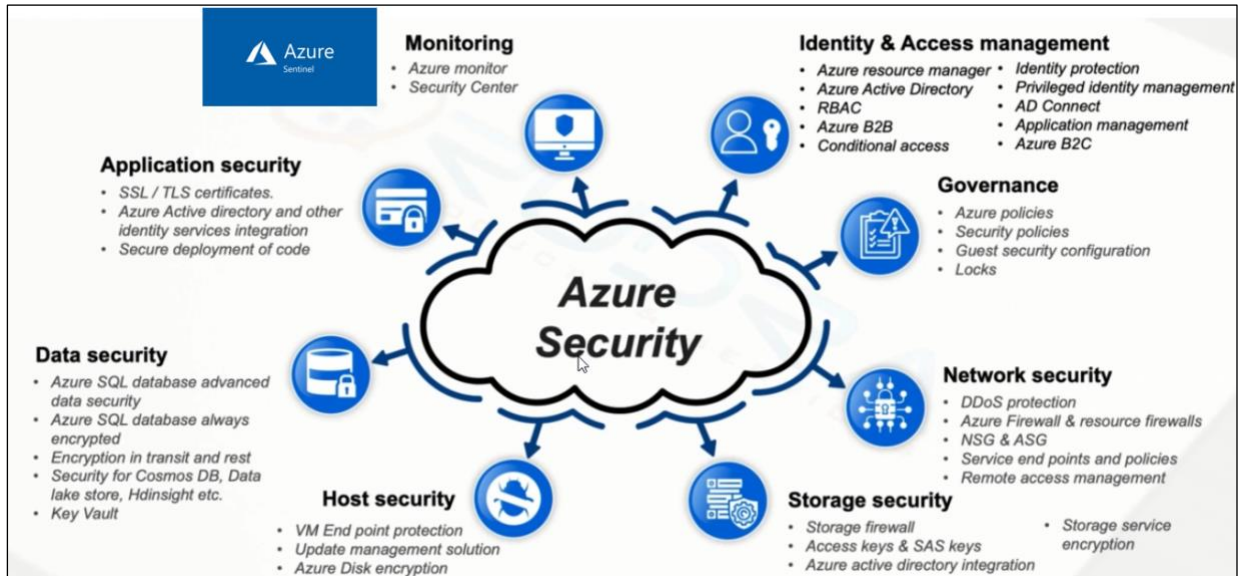 Azure
Sentinel
Monitoring
• Azure monitor
• Security Center
Identity & Access management
• Azure resource manager
• Azure Active Directory
• RBAC
• Azure B2B
• Conditional access
• Identity protection
• Privileged identity management
• AD Connect
• Application management
• Azure B2C
Application security
• SSL / TLS certificates.
• Azure Active directory and other
identity services integration
• Secure deployment of code
Governance
• Azure policies
• Security policies
• Guest security configuration
• Locks
Azure
Security
Data security
• Azure SQL database advanced
data security
• Azure SQL database always
encrypted
• Encryption in transit and rest
• Security for Cosmos DB, Data
lake store, Hdinsight etc.
• Key Vault
Network security
• DDoS protection
• Azure Firewall & resource firewalls
• NSG & ASG
• Service end points and policies
• Remote access management
Host security
• VM End point protection
• Update management solution
• Azure Disk encryption
Storage security
• Storage firewall
• Access keys & SAS keys
• Azure active directory integration
• Storage service
encryption